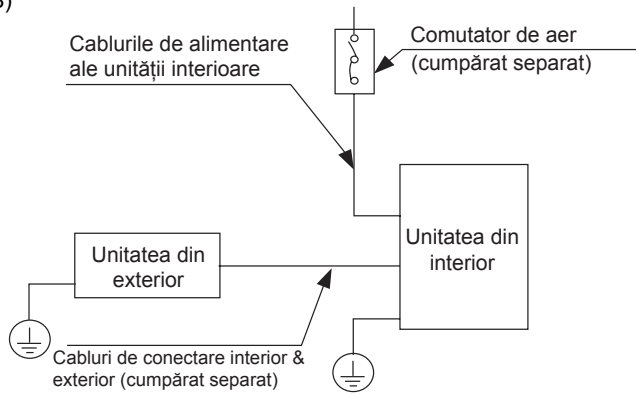 Cablurile de alimentare
ale unității interioare
Comutator de aer
(cumpărat separat)
Unitatea din
exterior
Unitatea din
interior
Cabluri de conectare interior &
exterior (cumpărat separat)